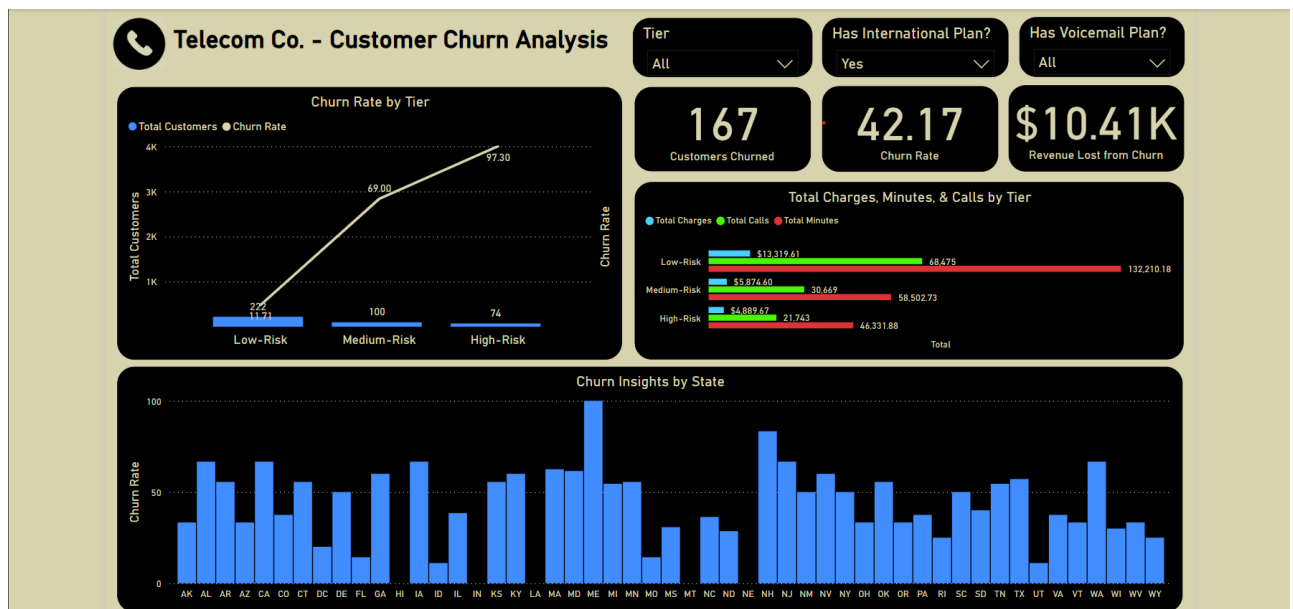 Telecom Co. - Customer Churn Analysis
Tier
All
Has International Plan?
Yes
Has Voicemail Plan?
All
Churn Rate by Tier
Total Customers Churn Rate
4K
3K
2K
1K
Total Customers
Churn Rate
97.30
69.00
222
11.71
100
74
Low-Risk Medium-Risk High-Risk
167
Customers Churned
42.17
Churn Rate
$10.41K
Revenue Lost from Churn
Total Charges, Minutes, & Calls by Tier
Total Charges Total Calls Total Minutes
Low-Risk
$13,319.61
68,475
132,210.18
Medium-Risk
$5,874.60
30,669
58,502.73
High-Risk
$4,889.67
21,743
46,331.88
Total
Churn Insights by State
100
50
0
Churn Rate
AK AL AR AZ CA CO CT DC DE FL GA HI IA ID IL IN KS KY LA MA MD ME MI MN MO MS MT NC ND NE NH NJ NM NV NY OH OK OR PA RI SC SD TN TX UT VA VT WA WI WV WY